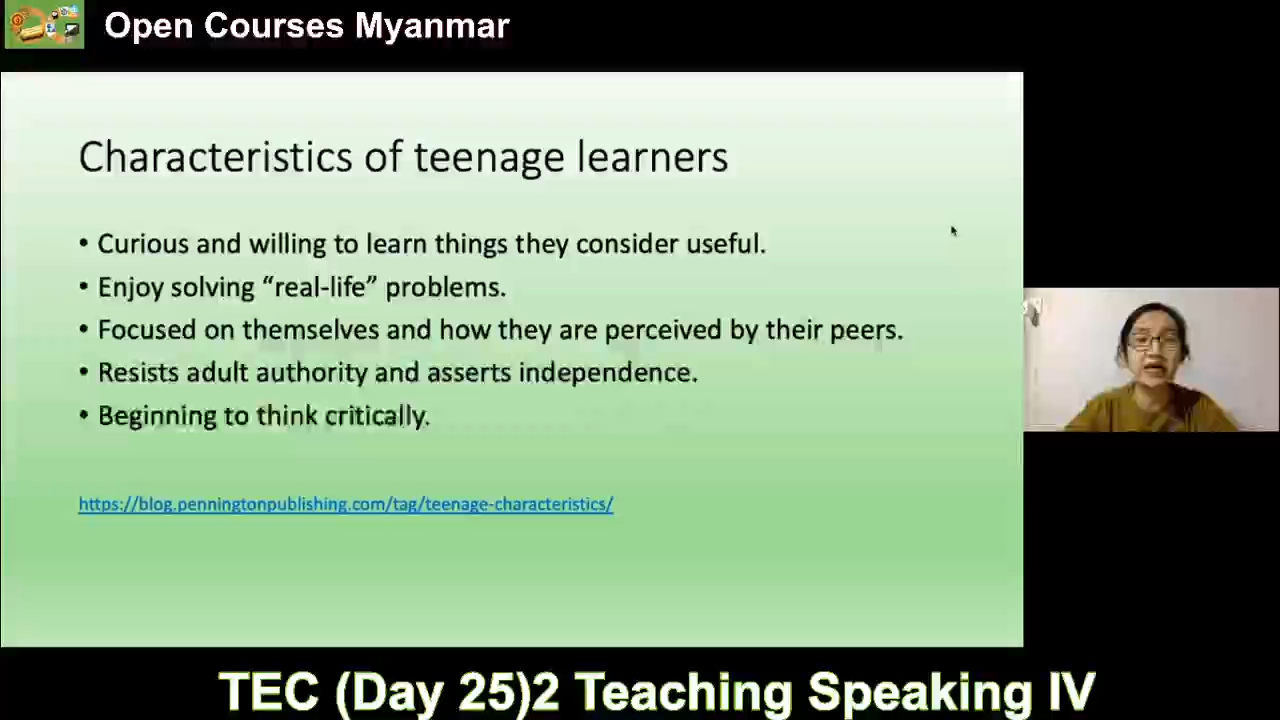 Open Courses Myanmar
Characteristics of teenage learners
• Curious and willing to learn things they consider useful.
• Enjoy solving “real-life” problems.
• Focused on themselves and how they are perceived by their peers.
• Resists adult authority and asserts independence.
• Beginning to think critically.
https://blog.penningtonpublishing.com/tag/teenage-characteristics/
TEC (Day 25)2 Teaching Speaking IV